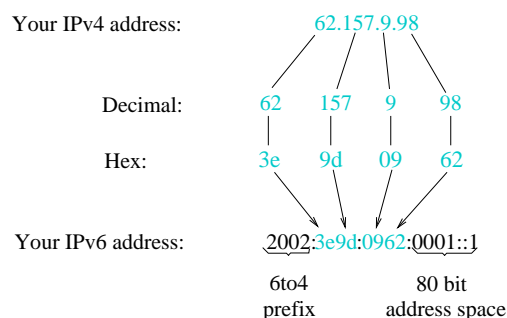 Your IPv4 address: 62.157.9.98
Decimal: 62 157 9 98
Hex: 3e 9d 09 62
Your IPv6 address: 2002:3e9d:0962:0001::1
6to4 80 bit
prefix address space